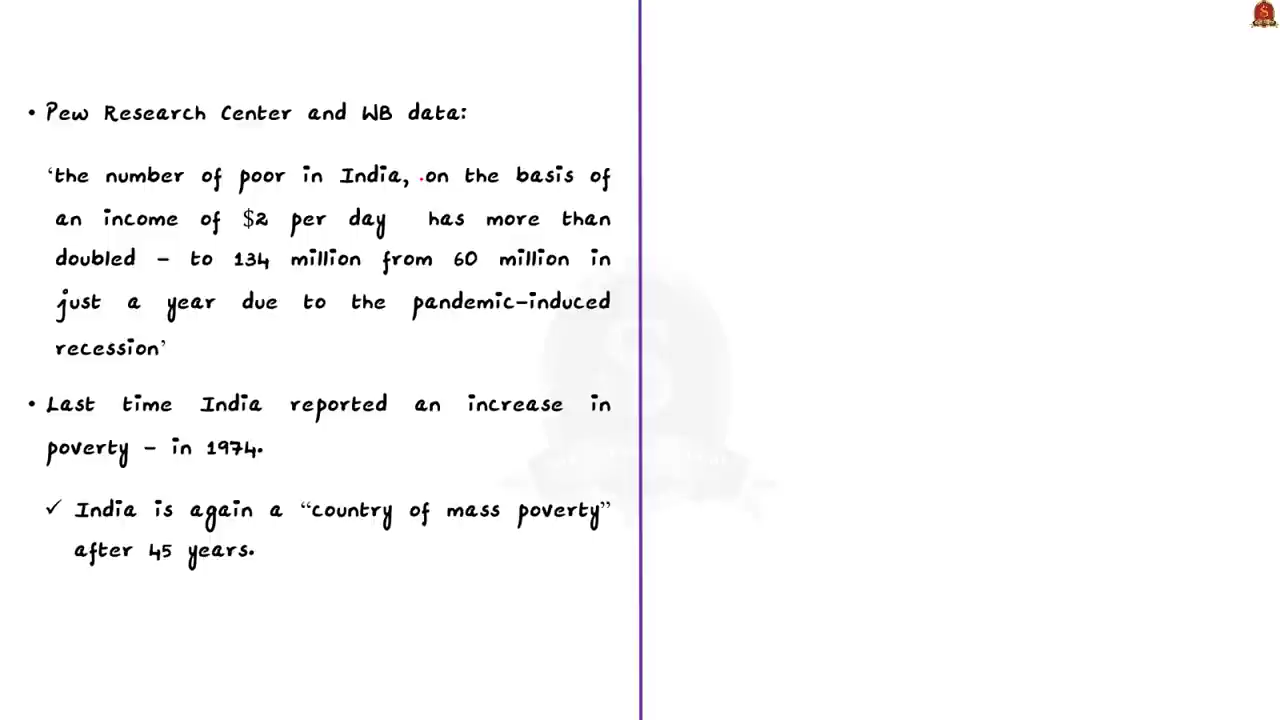 • Pew Research Center and WB data:
‘the number of poor in India, on the basis of
an income of $2 per day has more than
doubled – to 134 million from 60 million in
just a year due to the pandemic-induced
recession’
• Last time India reported an increase in
poverty – in 1974.
✓ India is again a “country of mass poverty”
after 45 years.